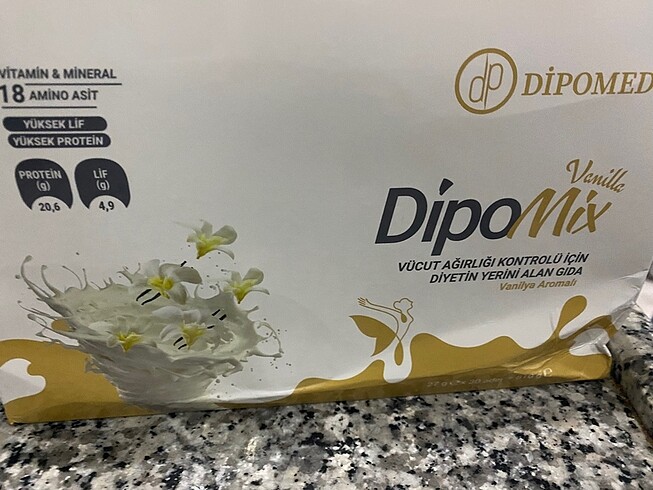 VİTAMİN & MİNERAL
18 AMİNO ASİT
YÜKSEK LİF
YÜKSEK PROTEİN
PROTEİN
(g)
20,6
LİF
(g)
4,9
dp DİPOMED
Vanilla
DipoMix
VÜCUT AĞIRLIĞI KONTROLÜ İÇİN
DİYETİN YERİNİ ALAN GIDA
Vanilya Aromalı